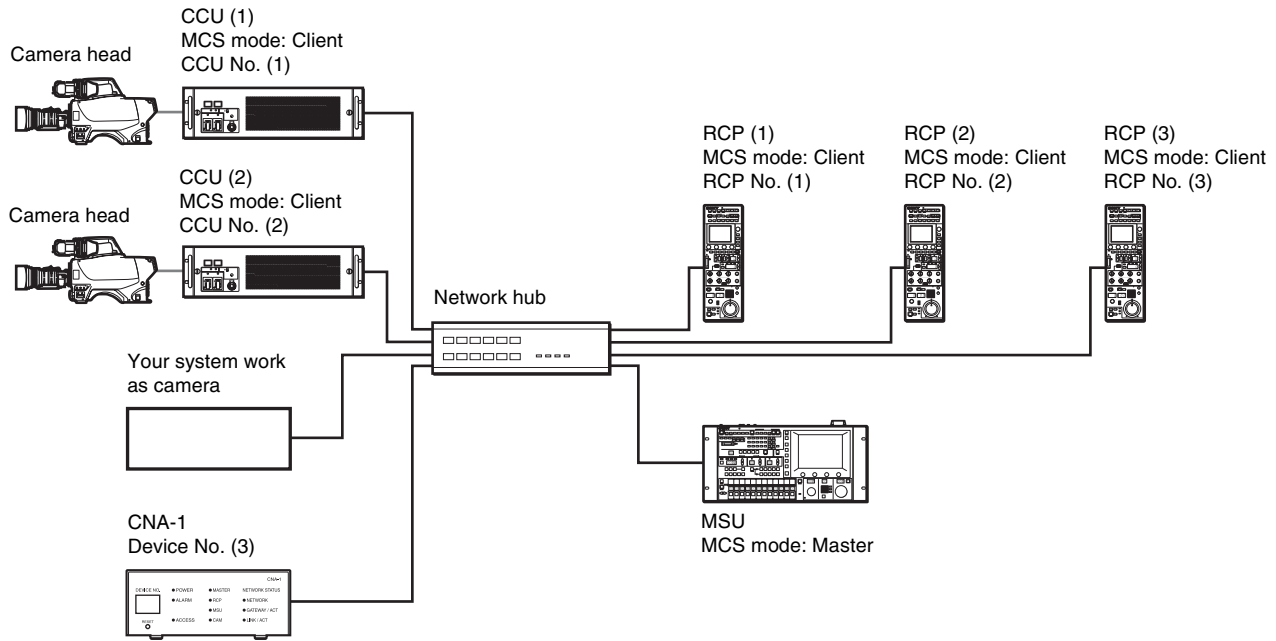 CCU (1)
MCS mode: Client
CCU No. (1)
Camera head
CCU (2)
MCS mode: Client
CCU No. (2)
Camera head
RCP (1)
MCS mode: Client
RCP No. (1)
RCP (2)
MCS mode: Client
RCP No. (2)
RCP (3)
MCS mode: Client
RCP No. (3)
Network hub
Your system work
as camera
MSU
MCS mode: Master
CNA-1
Device No. (3)
CNA-1
DEVICE NO. POWER MASTER NETWORK STATUS
ALARM RCP NETWORK
MSU GATEWAY / ACT
RESET ACCESS CAM LINK / ACT